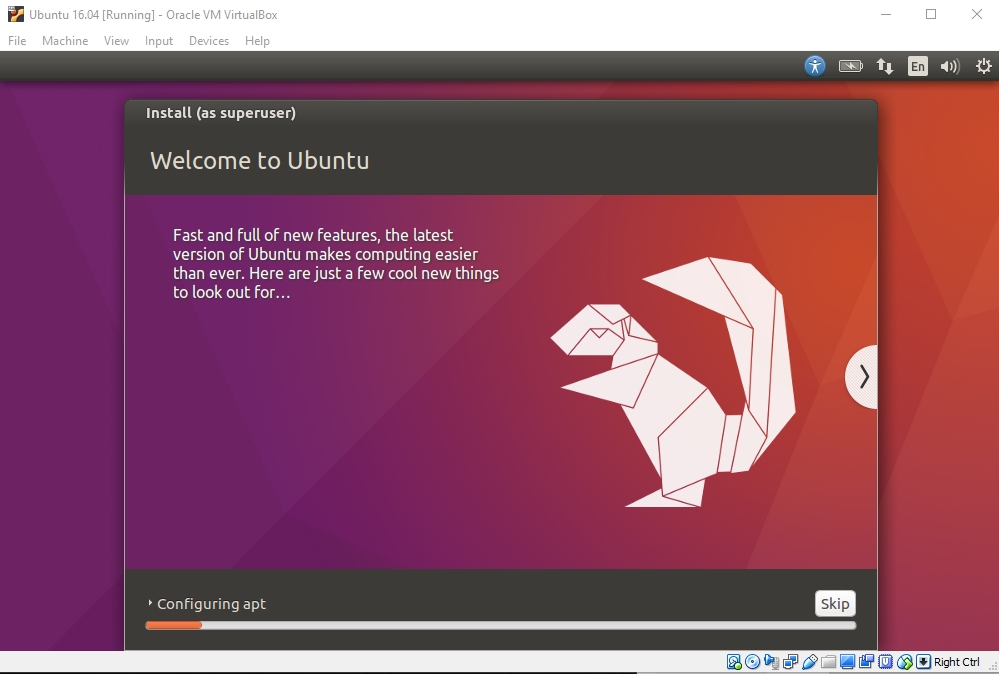 Ubuntu 16.04 [Running] - Oracle VM VirtualBox
File Machine View Input Devices Help
En
Install (as superuser)
Welcome to Ubuntu
Fast and full of new features, the latest
version of Ubuntu makes computing easier
than ever. Here are just a few cool new things
to look out for...
Configuring apt
Skip
Right Ctrl